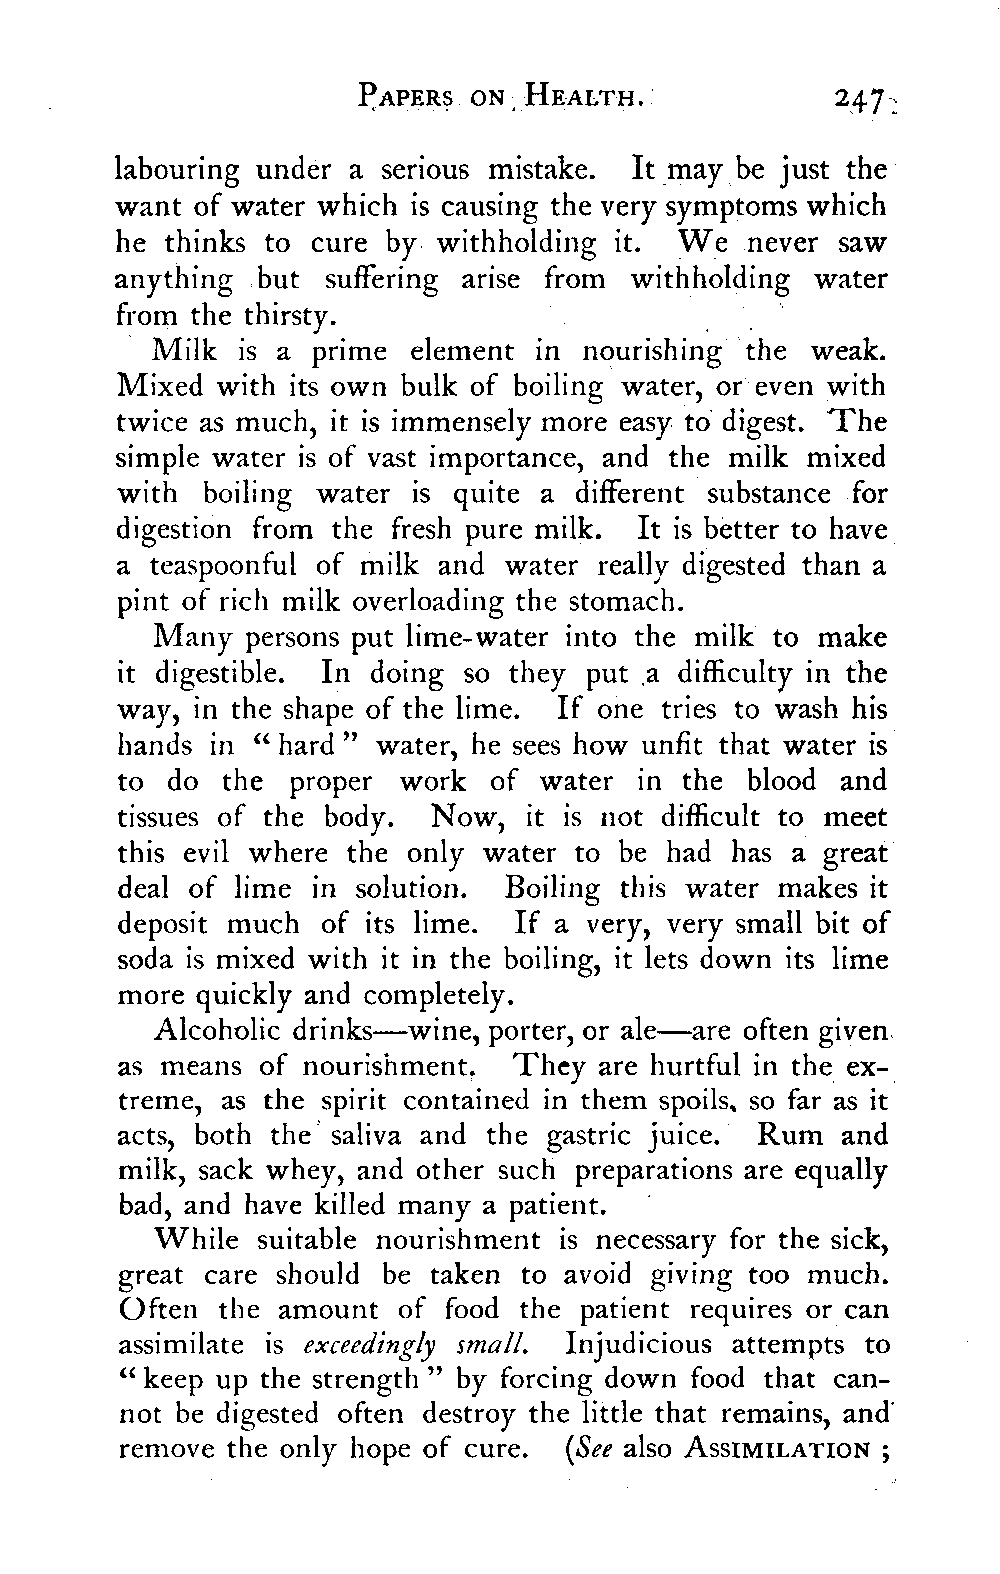 PAPERS ON HEALTH. 247
labouring under a serious mistake. It may be just the
want of water which is causing the very symptoms which
he thinks to cure by withholding it. We never saw
anything but suffering arise from withholding water
from the thirsty.
Milk is a prime element in nourishing the weak.
Mixed with its own bulk of boiling water, or even with
twice as much, it is immensely more easy to digest. The
simple water is of vast importance, and the milk mixed
with boiling water is quite a different substance for
digestion from the fresh pure milk. It is better to have
a teaspoonful of milk and water really digested than a
pint of rich milk overloading the stomach.
Many persons put lime-water into the milk to make
it digestible. In doing so they put a difficulty in the
way, in the shape of the lime. If one tries to wash his
hands in “hard” water, he sees how unfit that water is
to do the proper work of water in the blood and
tissues of the body. Now, it is not difficult to meet
this evil where the only water to be had has a great
deal of lime in solution. Boiling this water makes it
deposit much of its lime. If a very, very small bit of
soda is mixed with it in the boiling, it lets down its lime
more quickly and completely.
Alcoholic drinks—wine, porter, or ale—are often given
as means of nourishment. They are hurtful in the ex-
treme, as the spirit contained in them spoils, so far as it
acts, both the saliva and the gastric juice. Rum and
milk, sack whey, and other such preparations are equally
bad, and have killed many a patient.
While suitable nourishment is necessary for the sick,
great care should be taken to avoid giving too much.
Often the amount of food the patient requires or can
assimilate is exceedingly small. Injudicious attempts to
“keep up the strength” by forcing down food that can-
not be digested often destroy the little that remains, and
remove the only hope of cure. (See also ASSIMILATION ;